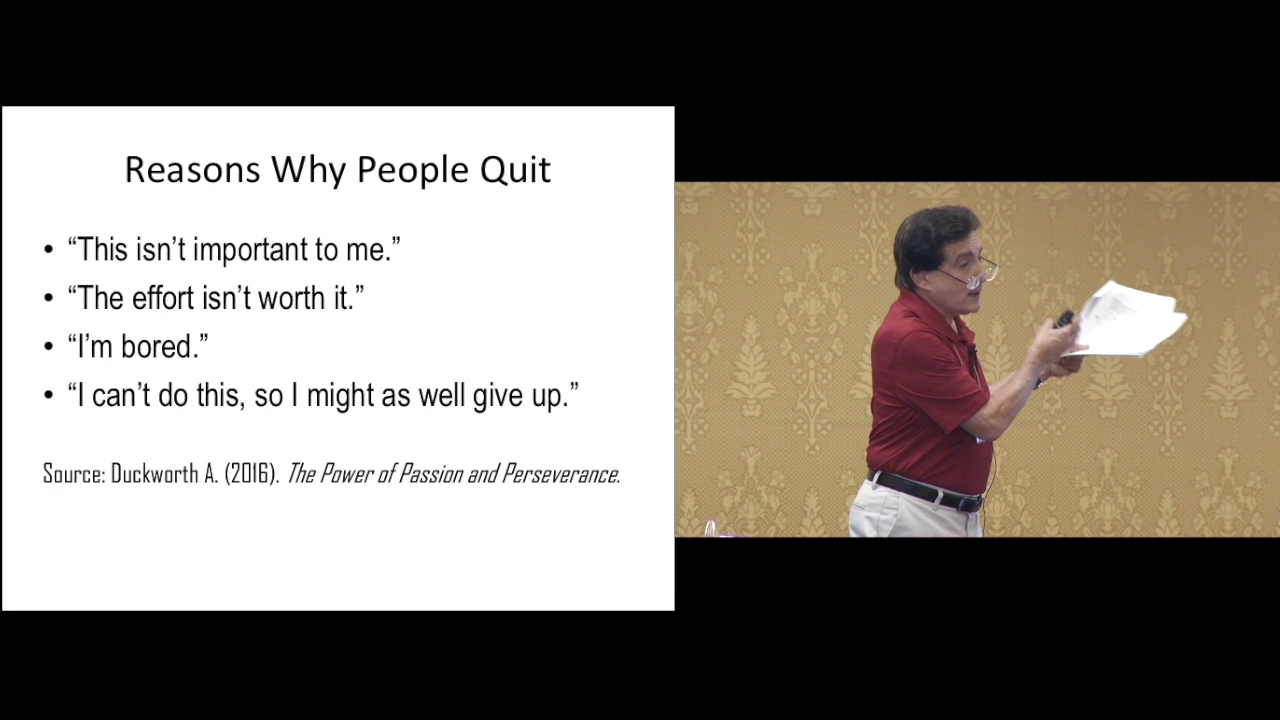 Reasons Why People Quit
• “This isn’t important to me.”
• “The effort isn’t worth it.”
• “I’m bored.”
• “I can’t do this, so I might as well give up.”
Source: Duckworth A. (2016). The Power of Passion and Perseverance.